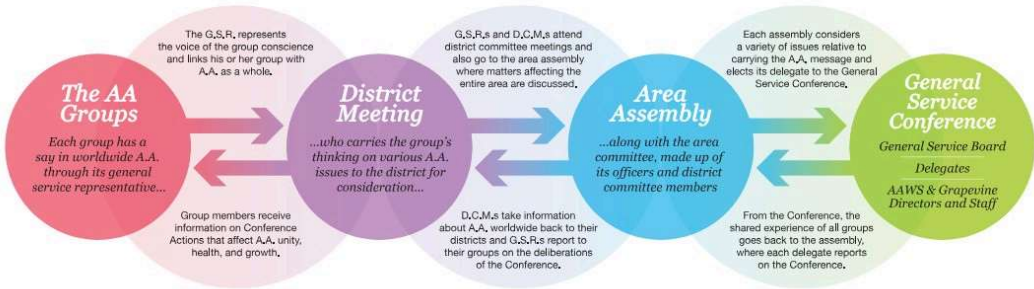 The G.S.R. represents
the voice of the group conscience
and links his or her group with
A.A. as a whole.
G.S.R.s and D.C.M.s attend
district committee meetings and
also go to the area assembly
where matters affecting the
entire area are discussed.
Each assembly considers
a variety of issues relative to
carrying the A.A. message and
elects its delegate to the General
Service Conference.
The AA
Groups
Each group has a
say in worldwide A.A.
through its general
service representative...
District
Meeting
...who carries the group's
thinking on various A.A.
issues to the district for
consideration...
Area
Assembly
...along with the area
committee, made up of
its officers and district
committee members
General
Service
Conference
General Service Board
Delegates
AAWS & Grapevine
Directors and Staff
Group members receive
information on Conference
Actions that affect A.A. unity,
health, and growth.
D.C.M.s take information
about A.A. worldwide back to their
districts and G.S.R.s report to
their groups on the deliberations
of the Conference.
From the Conference, the
shared experience of all groups
goes back to the assembly,
where each delegate reports
on the Conference.